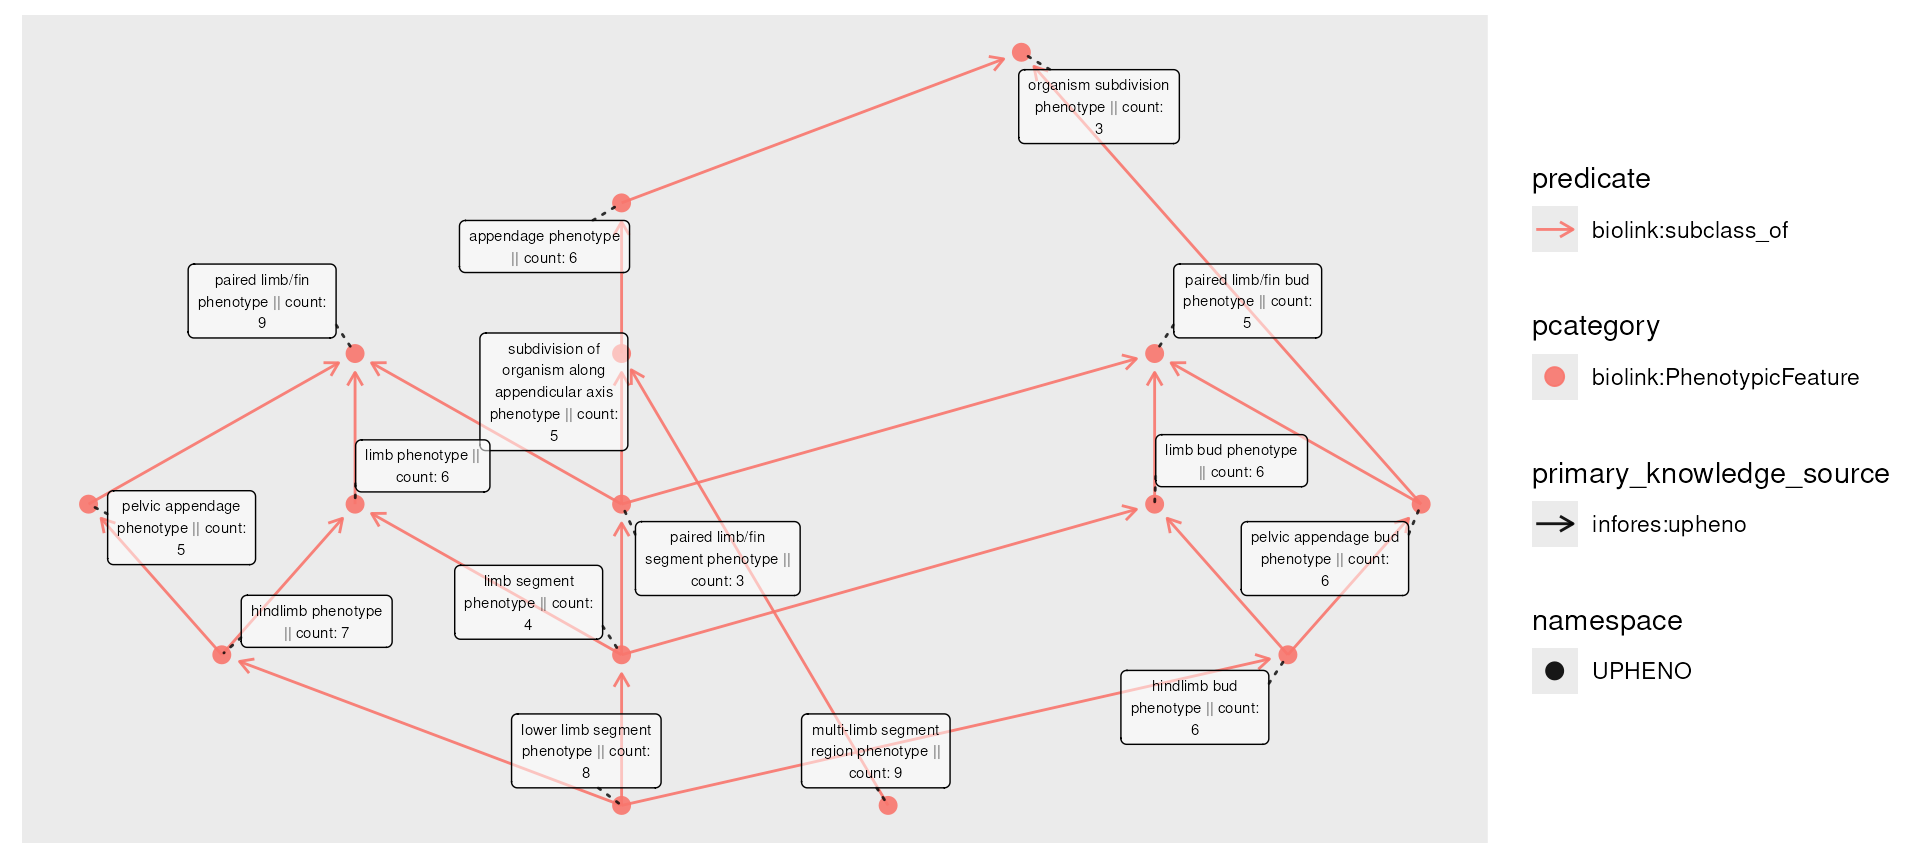 organism subdivision
phenotype || count:
3
appendage phenotype
|| count: 6
paired limb/fin
phenotype || count:
9
paired limb/fin bud
phenotype || count:
5
subdivision of
organism along
appendicular axis
phenotype || count:
5
limb phenotype ||
count: 6
limb bud phenotype
|| count: 6
pelvic appendage
phenotype || count:
5
paired limb/fin
segment phenotype ||
count: 3
pelvic appendage bud
phenotype || count:
6
limb segment
phenotype || count:
4
hindlimb phenotype
|| count: 7
hindlimb bud
phenotype || count:
6
lower limb segment
phenotype || count:
8
multi-limb segment
region phenotype ||
count: 9
predicate
biolink:subclass_of
pcategory
biolink:PhenotypicFeature
primary_knowledge_source
infores:upheno
namespace
UPHENO